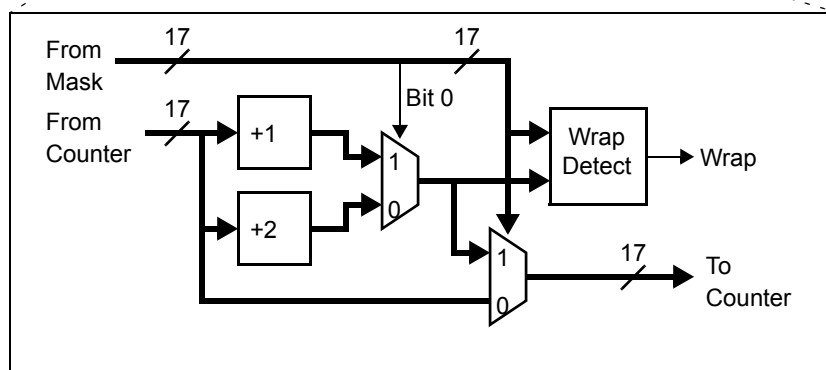 From
Mask
17
17
Bit 0
From
Counter
17
+1
+2
1
0
Wrap
Detect
Wrap
1
0
17
To
Counter